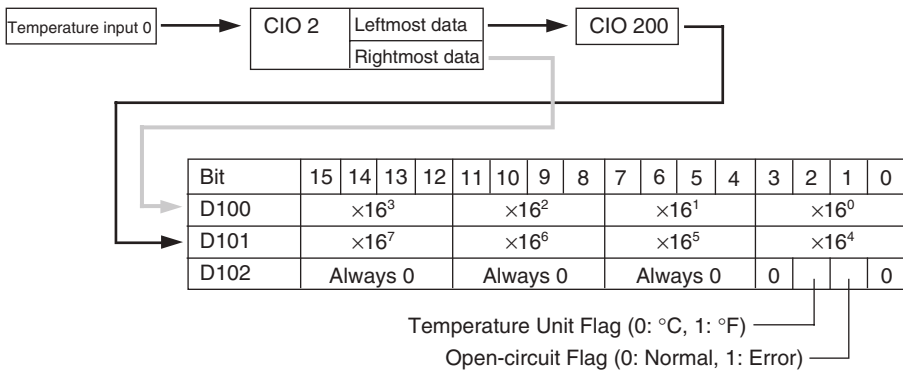 Temperature input 0
CIO 2
Leftmost data
CIO 200
Rightmost data
Bit 15 14 13 12 11 10 9 8 7 6 5 4 3 2 1 0
D100 ×16³ ×16² ×16¹ ×16⁰
D101 ×16⁷ ×16⁶ ×16⁵ ×16⁴
D102 Always 0 Always 0 Always 0 0 0
Temperature Unit Flag (0: °C, 1: °F)
Open-circuit Flag (0: Normal, 1: Error)